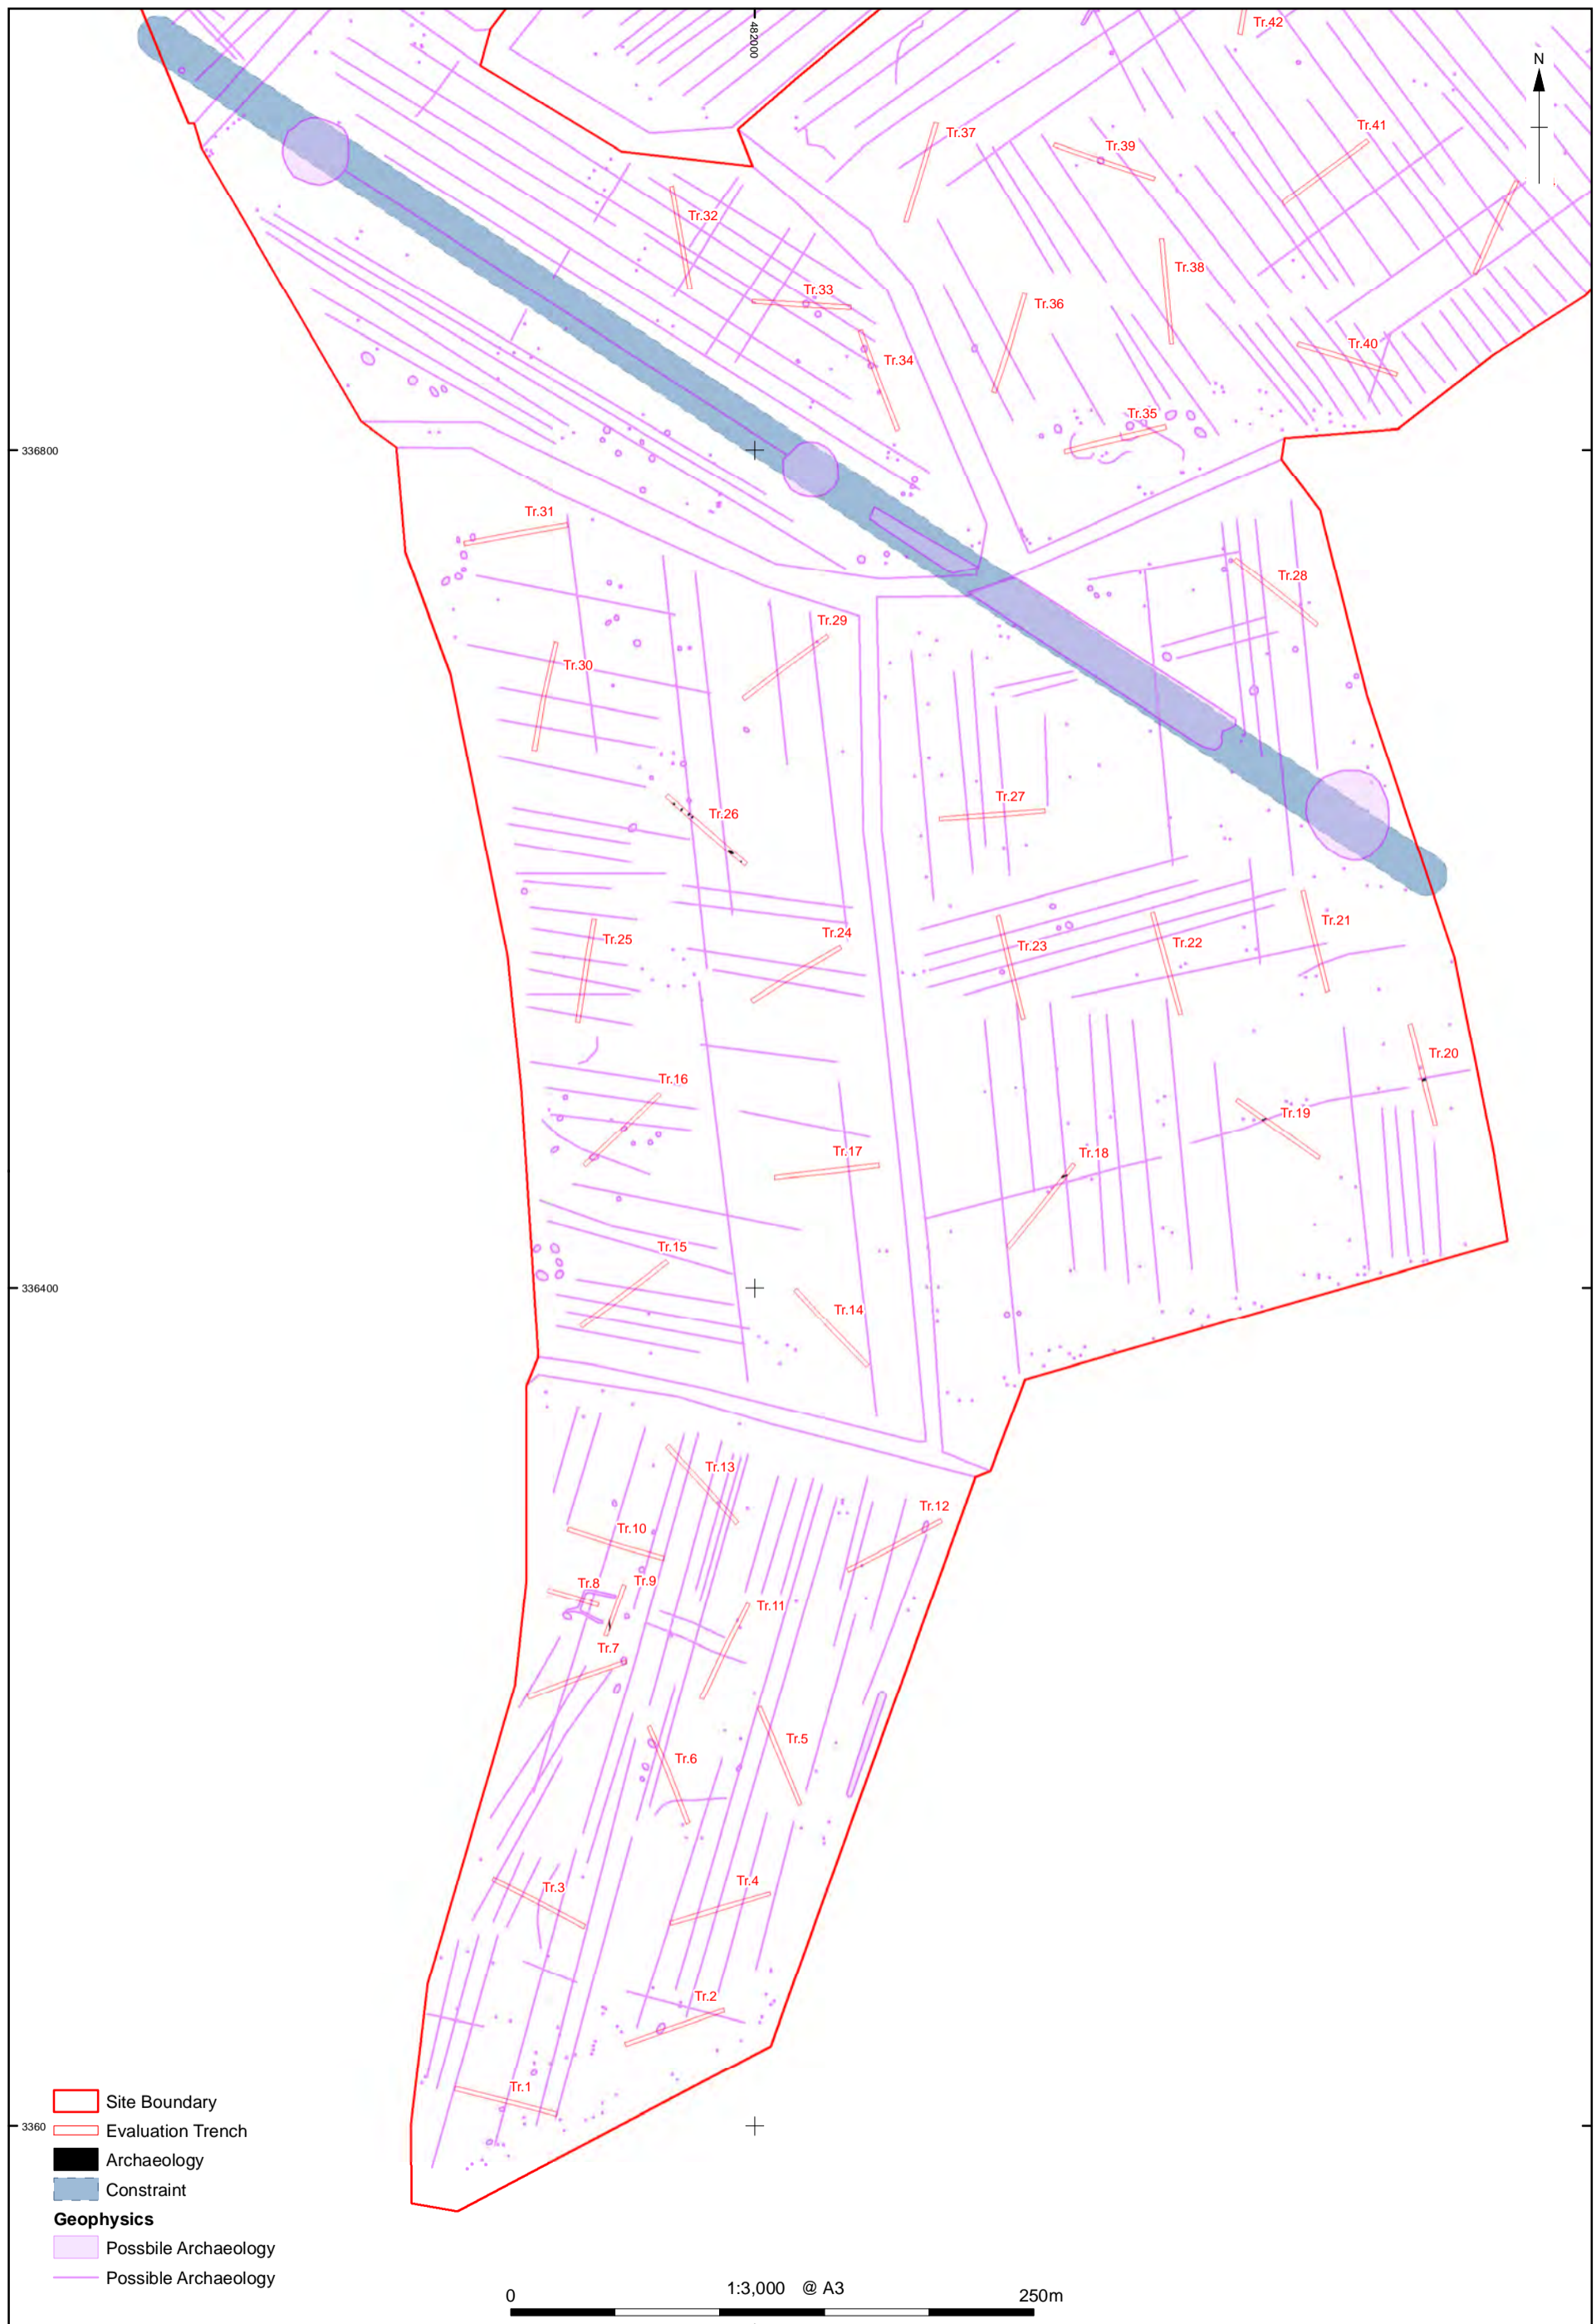 482000
Tr.42
N
Tr.37
Tr.39
Tr.41
Tr.32
Tr.38
Tr.33
Tr.36
Tr.34
Tr.40
Tr.35
336800
Tr.31
Tr.28
Tr.29
Tr.30
Tr.27
Tr.26
Tr.21
Tr.24
Tr.25
Tr.23
Tr.22
Tr.20
Tr.16
Tr.19
Tr.17
Tr.18
Tr.15
336400
Tr.14
Tr.13
Tr.12
Tr.10
Tr.8
Tr.9
Tr.11
Tr.7
Tr.5
Tr.6
Tr.4
Tr.3
Tr.2
Tr.1
3360
Site Boundary
Evaluation Trench
Archaeology
Constraint
Geophysics
Possbile Archaeology
Possible Archaeology
0 1:3,000 @ A3 250m